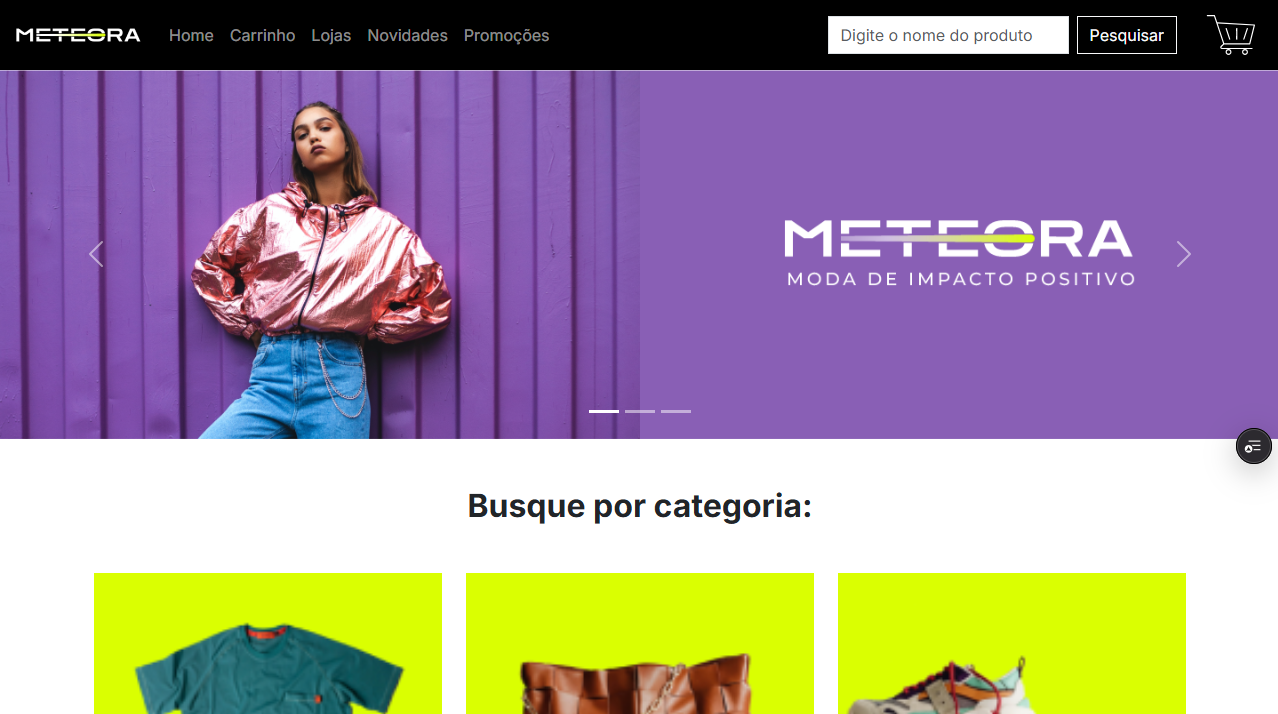 METEORA
Home Carrinho Lojas Novidades Promoções
Digite o nome do produto
Pesquisar
METEORA
MODA DE IMPACTO POSITIVO
Busque por categoria: